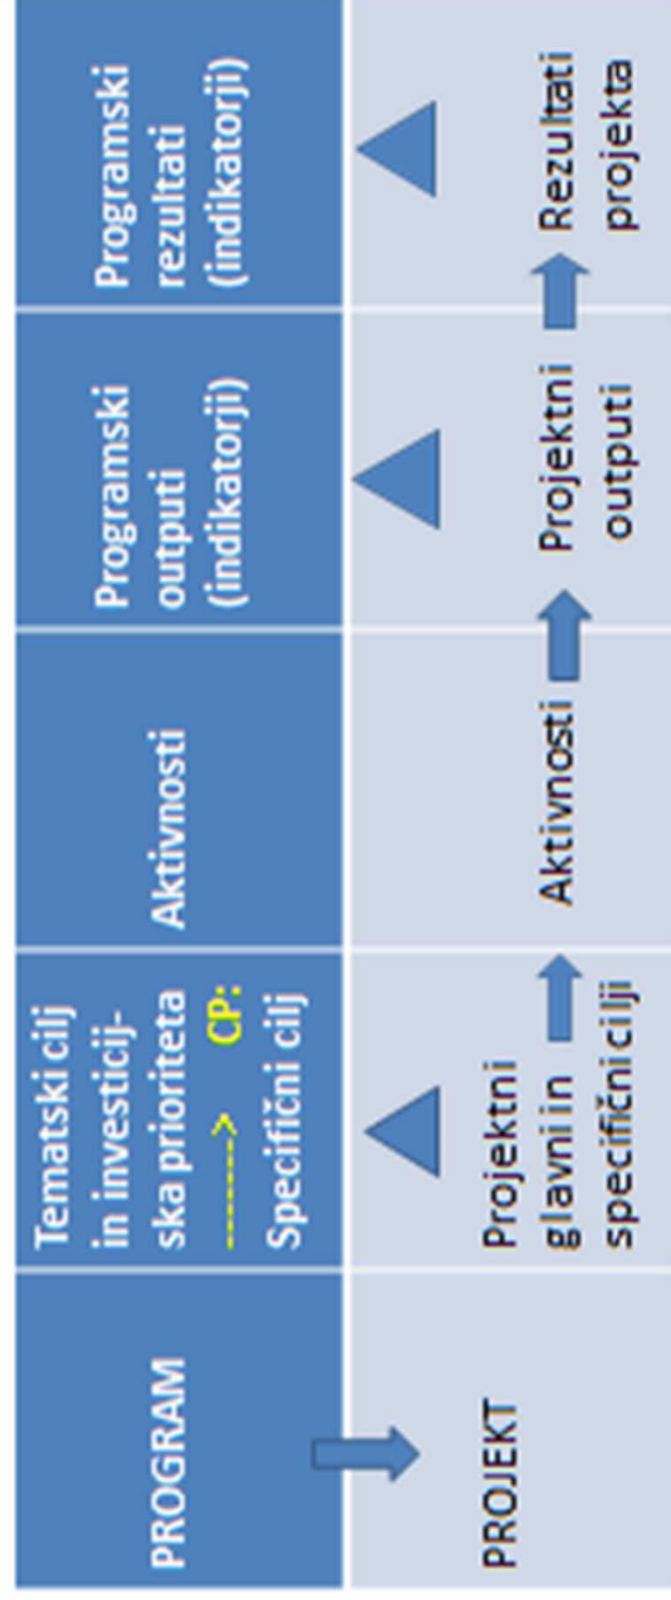 PROGRAM
Tematski cilj
in investicij-
ska prioriteta
--------> CP:
Specifični cilj
Aktivnosti
Programski
outputi
(indikatorji)
Programski
rezultati
(indikatorji)
PROJEKT
Projektni
glavni in
specifični cilji
Aktivnosti
Projektni
outputi
Rezultati
projekta